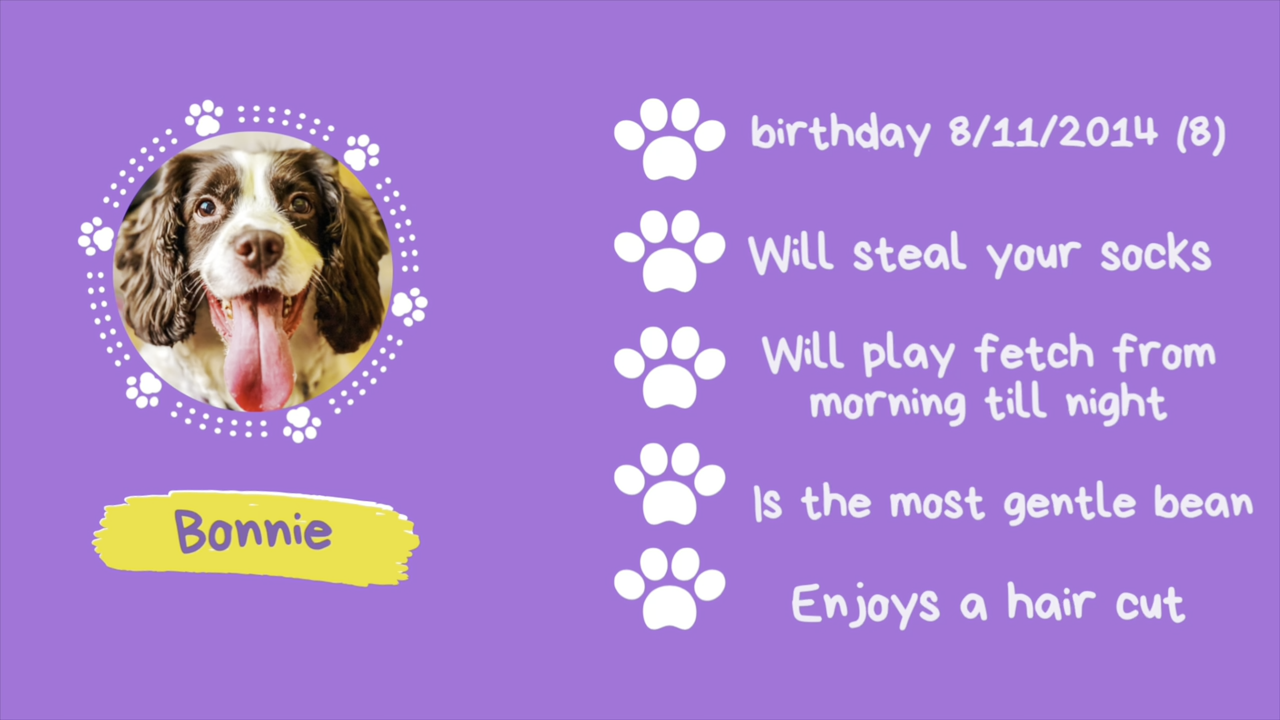 birthday 8/11/2014 (8)
Will steal your socks
Will play fetch from
morning till night
Is the most gentle bean
Enjoys a hair cut
Bonnie